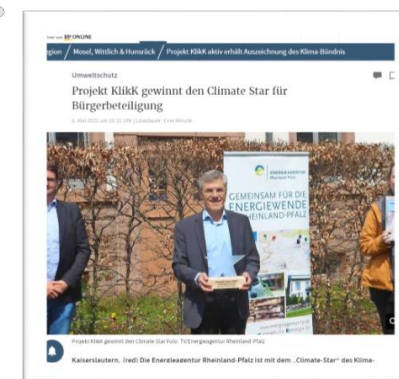 RP ONLINE
gion / Mosel, Wittlich & Hunsrück / Projekt KlikK aktiv erhält Auszeichnung des Klima-Bündnis
Umweltschutz
Projekt KlikK gewinnt den Climate Star für
Bürgerbeteiligung
ENERGIEAGENTUR
Rheinland-Pfalz
GEMEINSAM FÜR DIE
ENERGIEWENDE
RHEINLAND-PFALZ
Projekt KlikK gewinnt den Climate Star Foto: TV/Energieagentur Rheinland-Pfalz
Kaiserslautern. (red) Die Energieagentur Rheinland-Pfalz ist mit dem „Climate-Star“ des Klima-